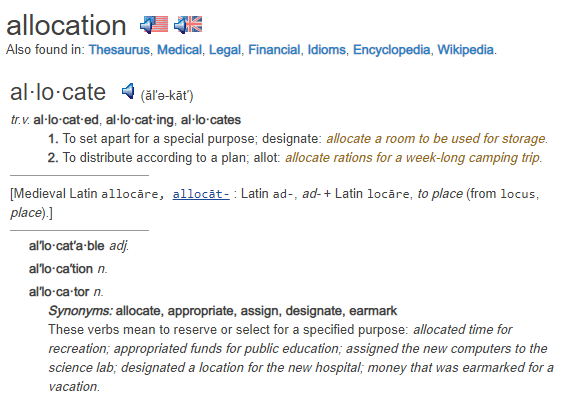 allocation
Also found in: Thesaurus, Medical, Legal, Financial, Idioms, Encyclopedia, Wikipedia.
al·lo·cate (ăl′ə-kāt′)
tr.v. al·lo·cat·ed, al·lo·cat·ing, al·lo·cates
1. To set apart for a special purpose; designate: allocate a room to be used for storage.
2. To distribute according to a plan; allot: allocate rations for a week-long camping trip.
[Medieval Latin allocāre, allocāt- : Latin ad-, ad- + Latin locāre, to place (from locus,
place).]
al′lo·cat′a·ble adj.
al′lo·ca′tion n.
al′lo·ca·tor n.
Synonyms: allocate, appropriate, assign, designate, earmark
These verbs mean to reserve or select for a specified purpose: allocated time for
recreation; appropriated funds for public education; assigned the new computers to the
science lab; designated a location for the new hospital; money that was earmarked for a
vacation.